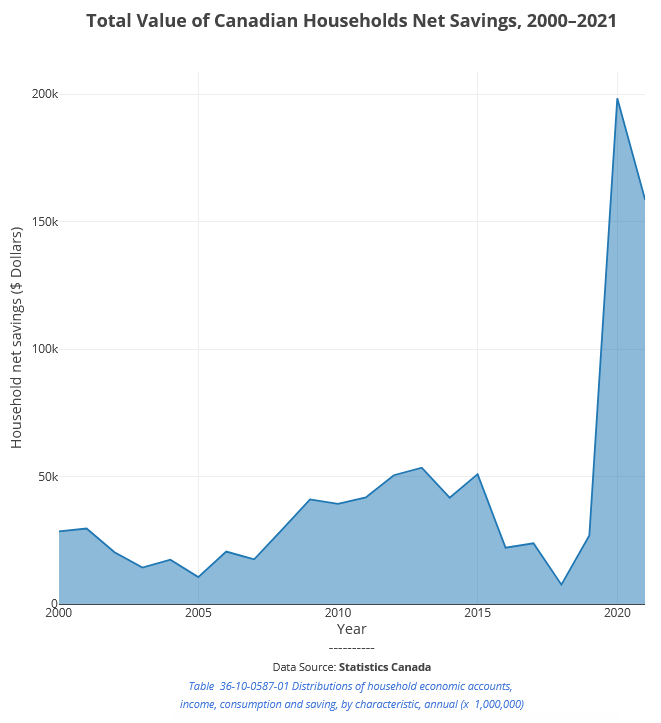 Total Value of Canadian Households Net Savings, 2000–2021
Household net savings ($ Dollars)
200k
150k
100k
50k
0
2000 2005 2010 2015 2020
Year
----------
Data Source: Statistics Canada
Table 36-10-0587-01 Distributions of household economic accounts,
income, consumption and saving, by characteristic, annual (x 1,000,000)